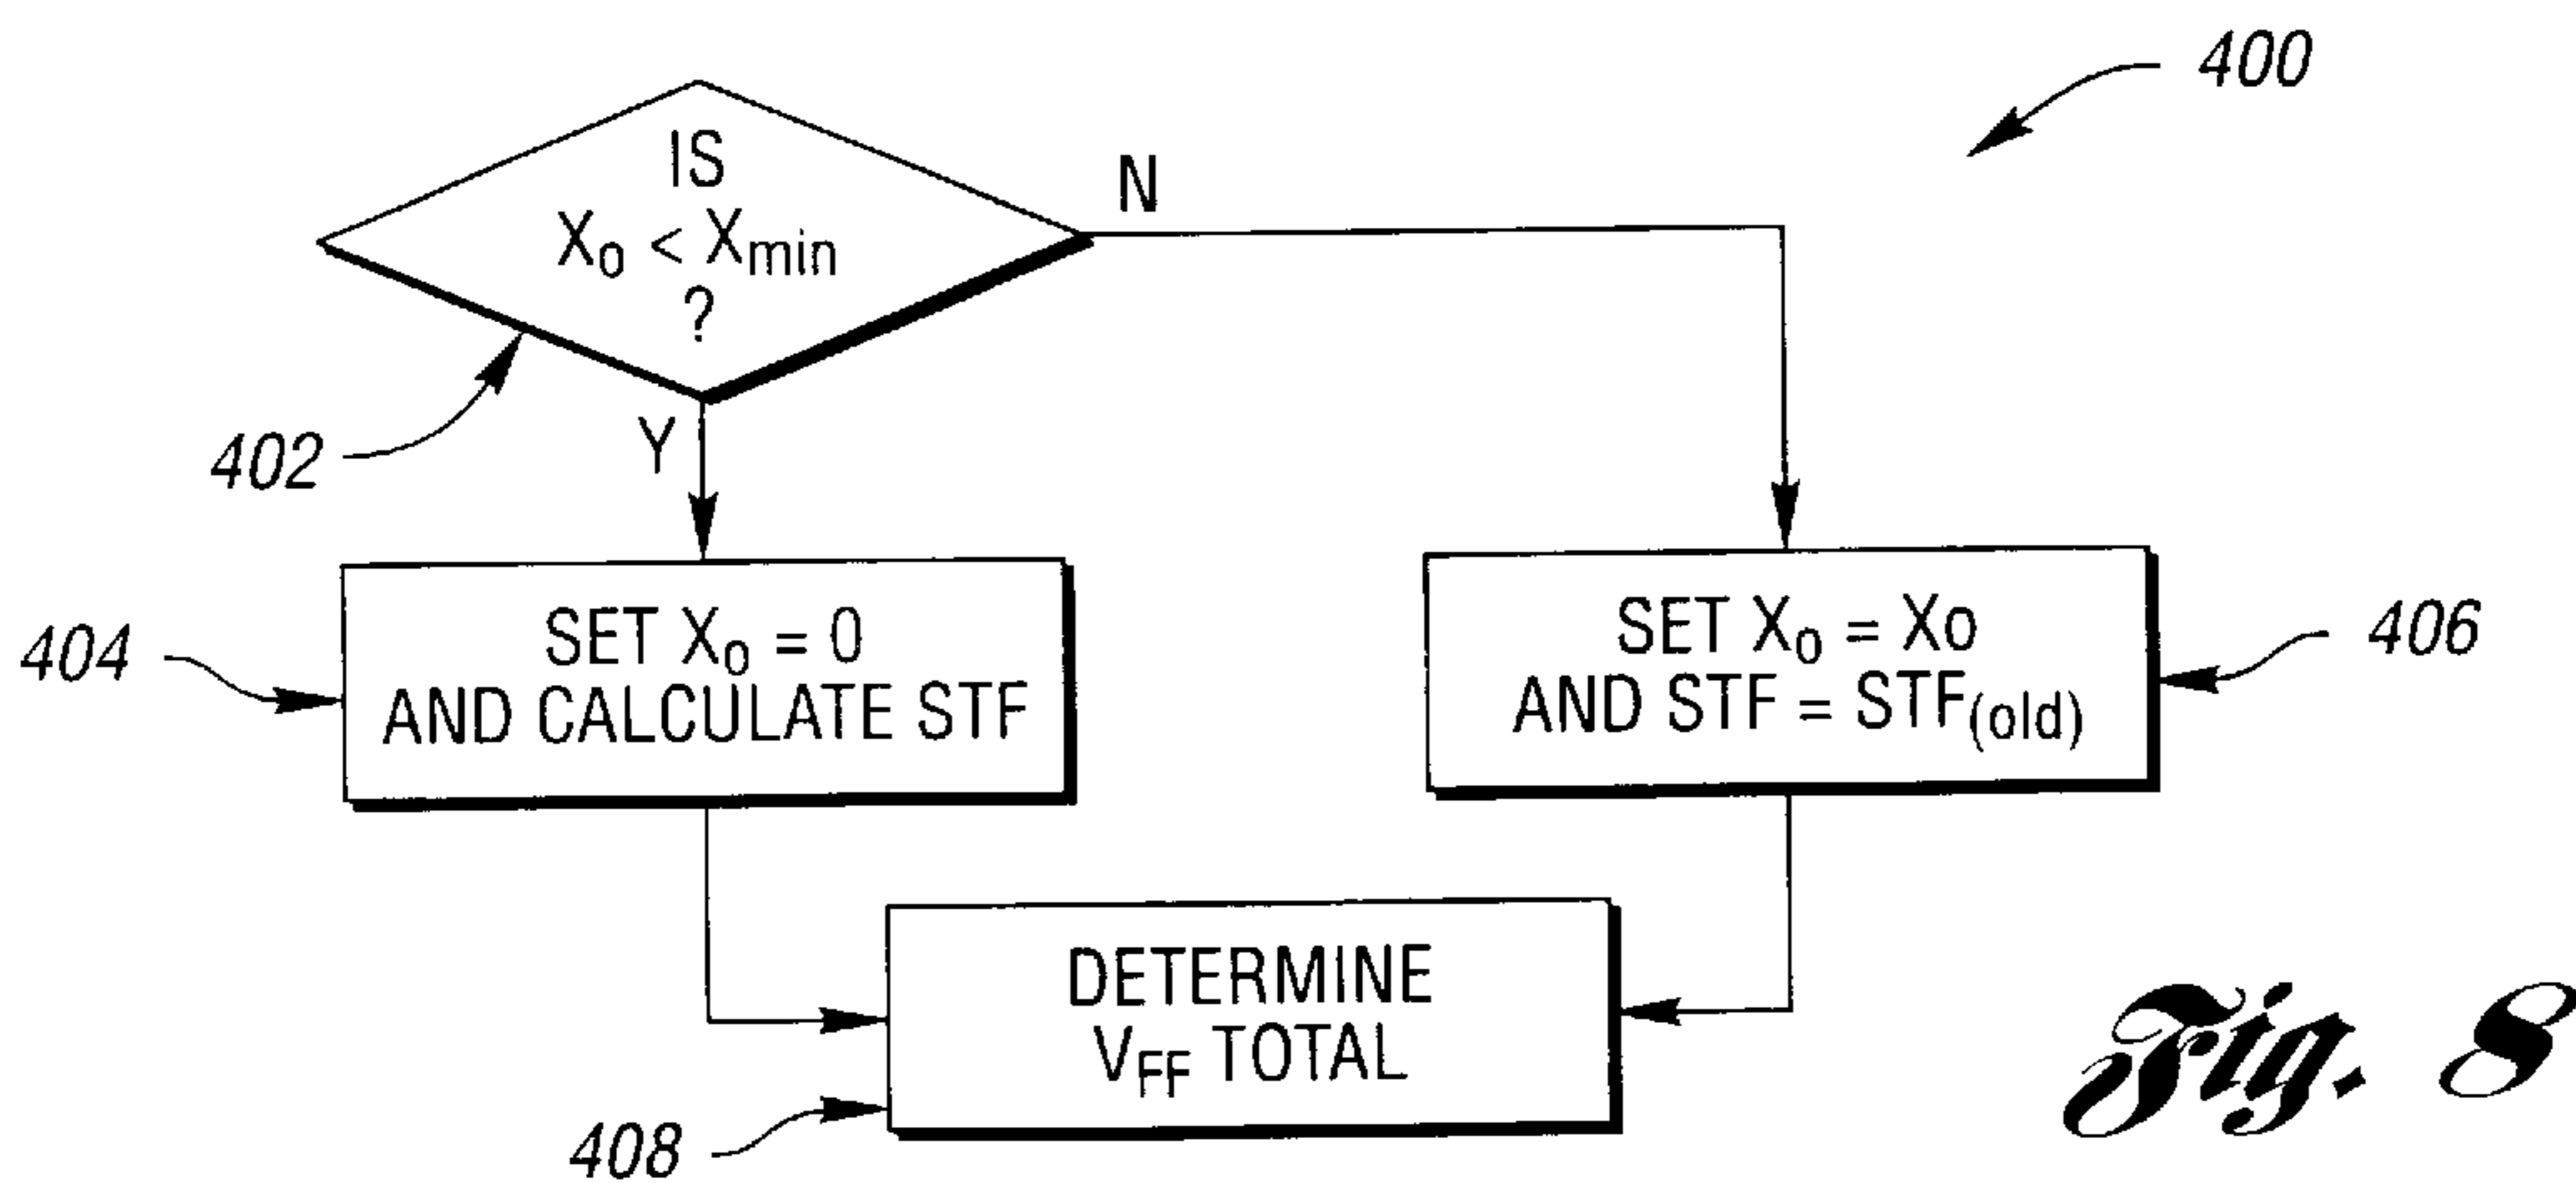 400
IS
X₀ < Xmin
?
N
402
Y
404
SET X₀ = 0
AND CALCULATE STF
SET X₀ = Xo
AND STF = STF(old)
406
DETERMINE
VFF TOTAL
408
Fig. 8